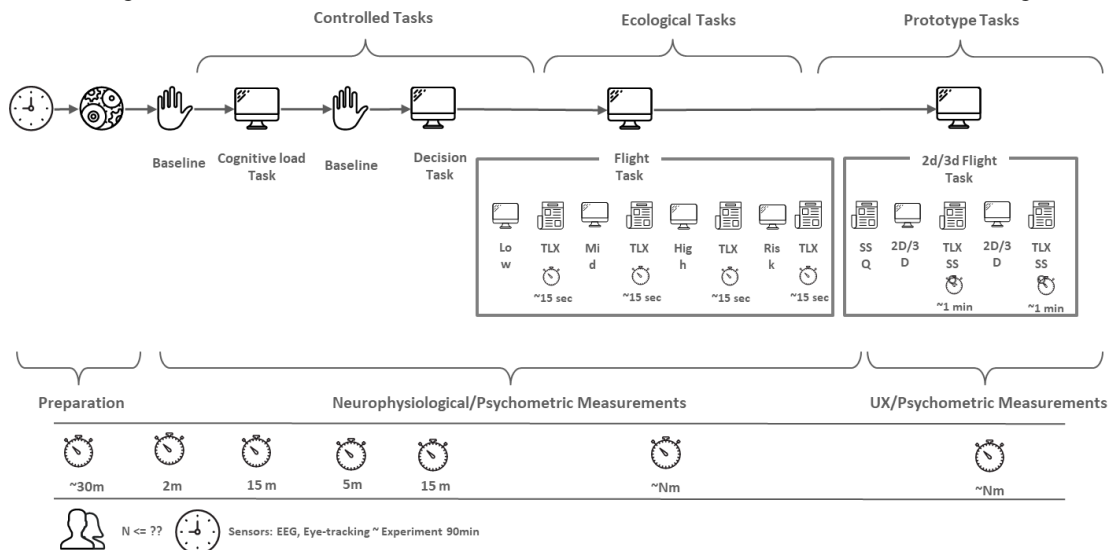 Controlled Tasks
Ecological Tasks
Prototype Tasks
Baseline
Cognitive load
Task
Baseline
Decision
Task
Flight
Task
2d/3d Flight
Task
Lo
w
TLX
Mi
d
TLX
Hig
h
TLX
Ris
k
TLX
~15 sec
~15 sec
~15 sec
~15 sec
SS
Q
2D/3
D
TLX
SS
Q
2D/3
D
TLX
SS
Q
~1 min
~1 min
Preparation
Neurophysiological/Psychometric Measurements
UX/Psychometric Measurements
~30m
2m
15 m
5m
15 m
~Nm
~Nm
N <= ??
Sensors: EEG, Eye-tracking ~ Experiment 90min